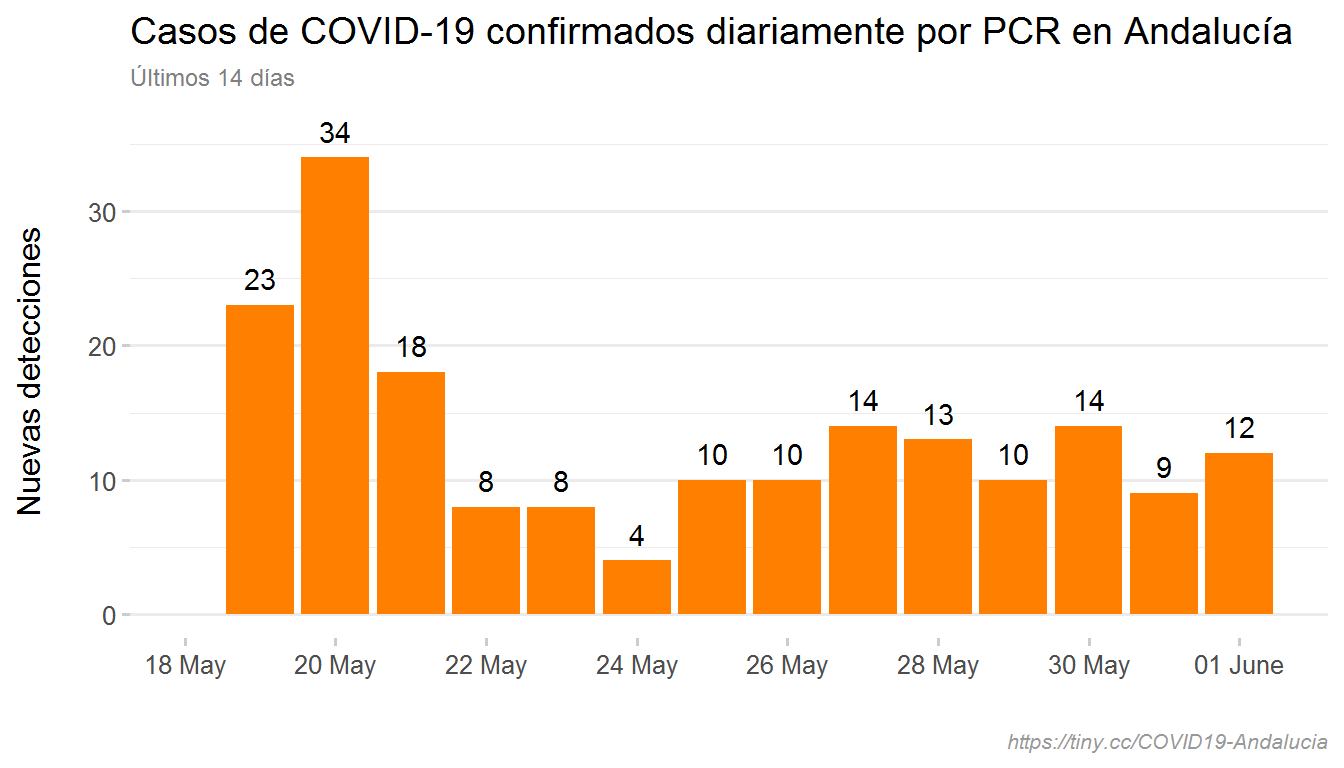 Casos de COVID-19 confirmados diariamente por PCR en Andalucía
Últimos 14 días
Nuevas detecciones
30
20
10
0
23
34
18
8
8
4
10
10
14
13
10
14
9
12
18 May
20 May
22 May
24 May
26 May
28 May
30 May
01 June
https://tiny.cc/COVID19-Andalucia